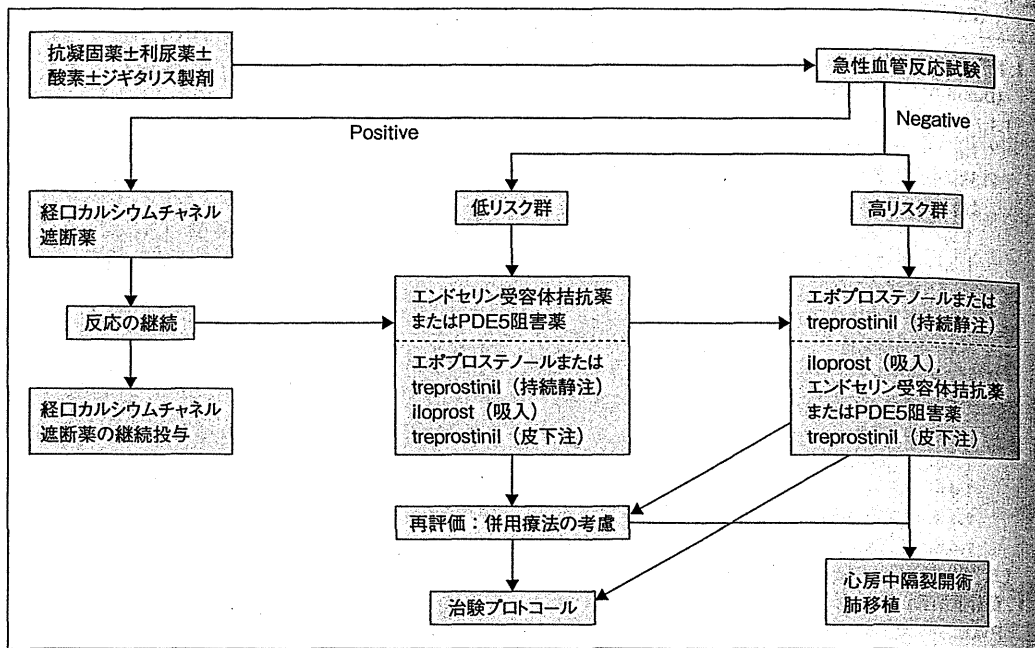 抗凝固薬±利尿薬±
酸素±ジギタリス製剤
急性血管反応試験
Positive
Negative
経口カルシウムチャネル
遮断薬
低リスク群
高リスク群
反応の継続
エンドセリン受容体拮抗薬
またはPDE5阻害薬
エポプロステノールまたは
treprostinil（持続静注）
iloprost（吸入）
treprostinil（皮下注）
エポプロステノールまたは
treprostinil（持続静注）
iloprost（吸入）,
エンドセリン受容体拮抗薬
またはPDE5阻害薬
treprostinil（皮下注）
経口カルシウムチャネル
遮断薬の継続投与
再評価：併用療法の考慮
治験プロトコール
心房中隔裂開術
肺移植